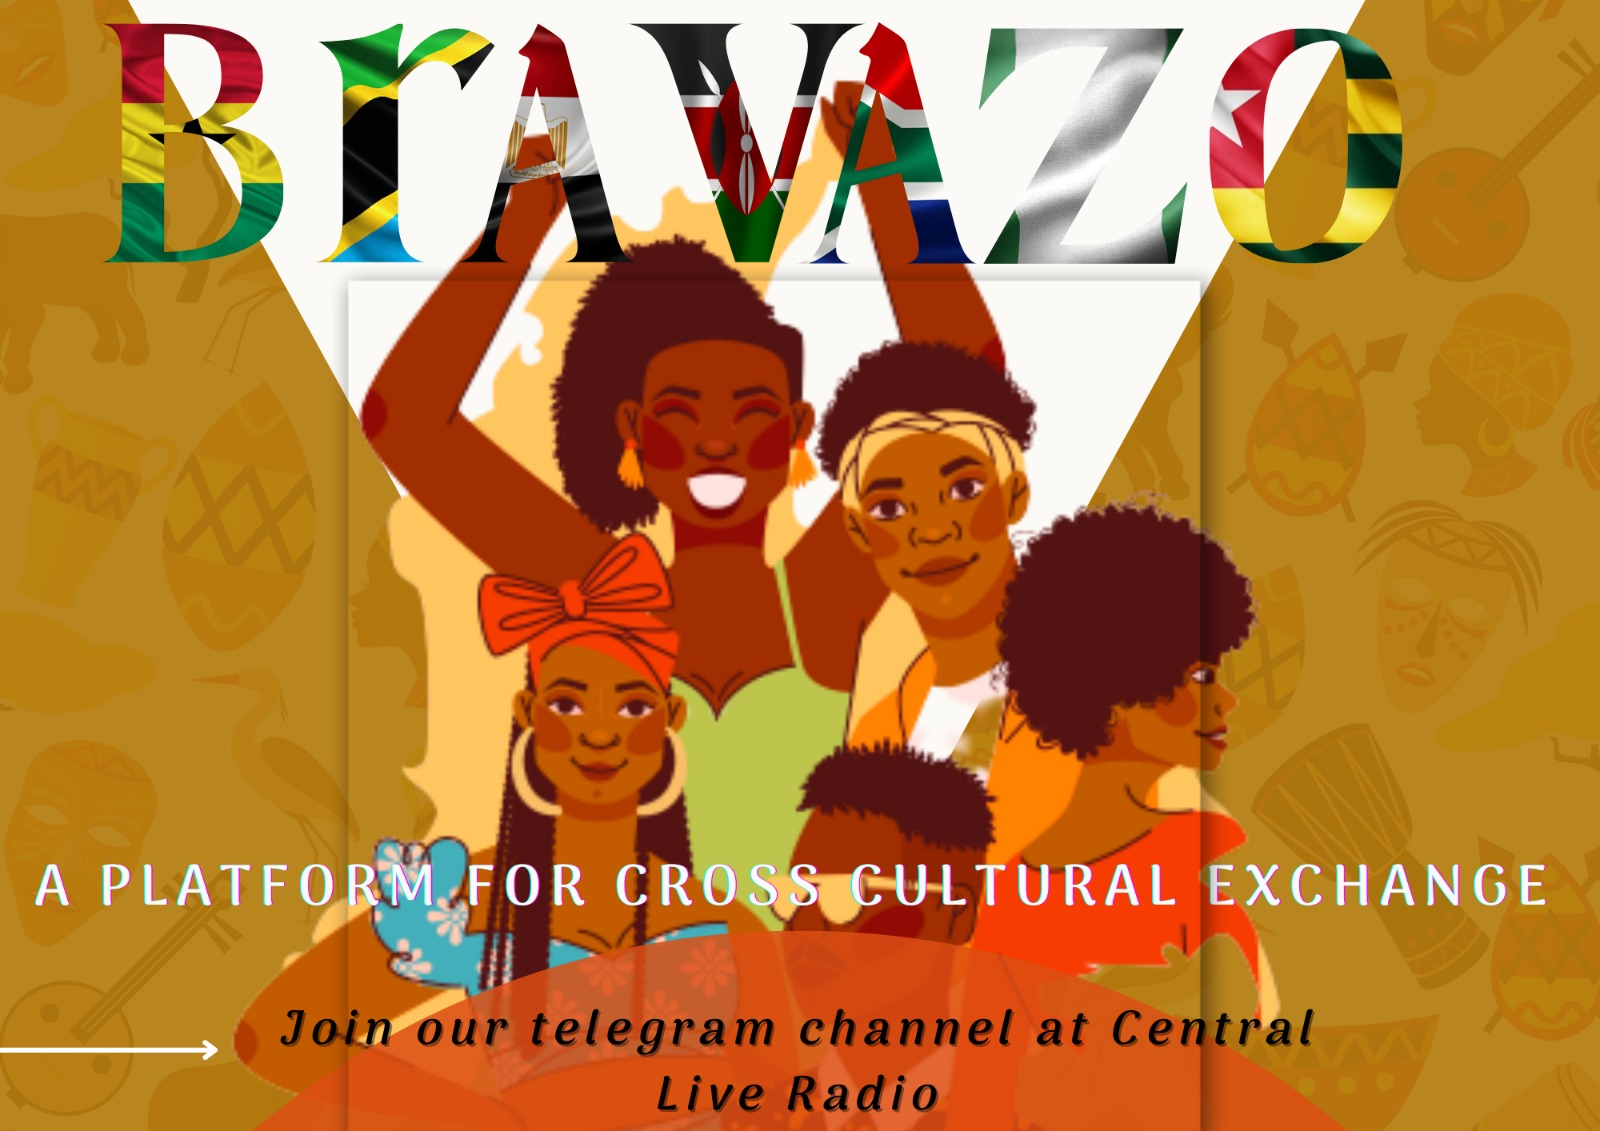 BrAVAZO
A PLATFORM FOR CROSS CULTURAL EXCHANGE
Join our telegram channel at Central
Live Radio